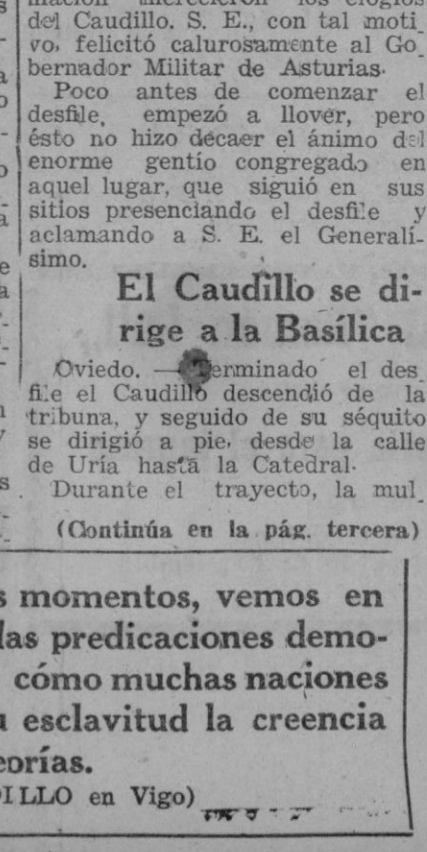 del Caudillo. S. E., con tal moti
vo, felicitó calurosamente al Go
bernador Militar de Asturias.
Poco antes de comenzar el
desfile, empezó a llover, pero
ésto no hizo decaer el ánimo del
enorme gentío congregado en
aquel lugar, que siguió en sus
sitios presenciando el desfile y
aclamando a S. E. el Generalí-
simo.
El Caudillo se di-
rige a la Basílica
Oviedo. — Terminado el des
file el Caudillo descendió de la
tribuna, y seguido de su séquito
se dirigió a pie, desde la calle
de Uría hasta la Catedral.
Durante el trayecto, la mul
(Continúa en la pág. tercera)
momentos, vemos en
las predicaciones demo-
cómo muchas naciones
esclavitud la creencia
eorías.
DILLO en Vigo)